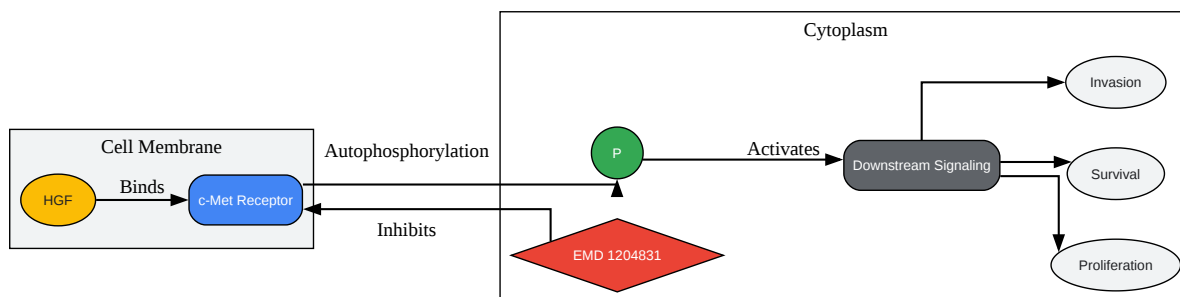 Cytoplasm
Invasion
Cell Membrane
Autophosphorylation
P
Activates
Downstream Signaling
Binds
HGF
c-Met Receptor
Survival
Inhibits
EMD 1204831
Proliferation